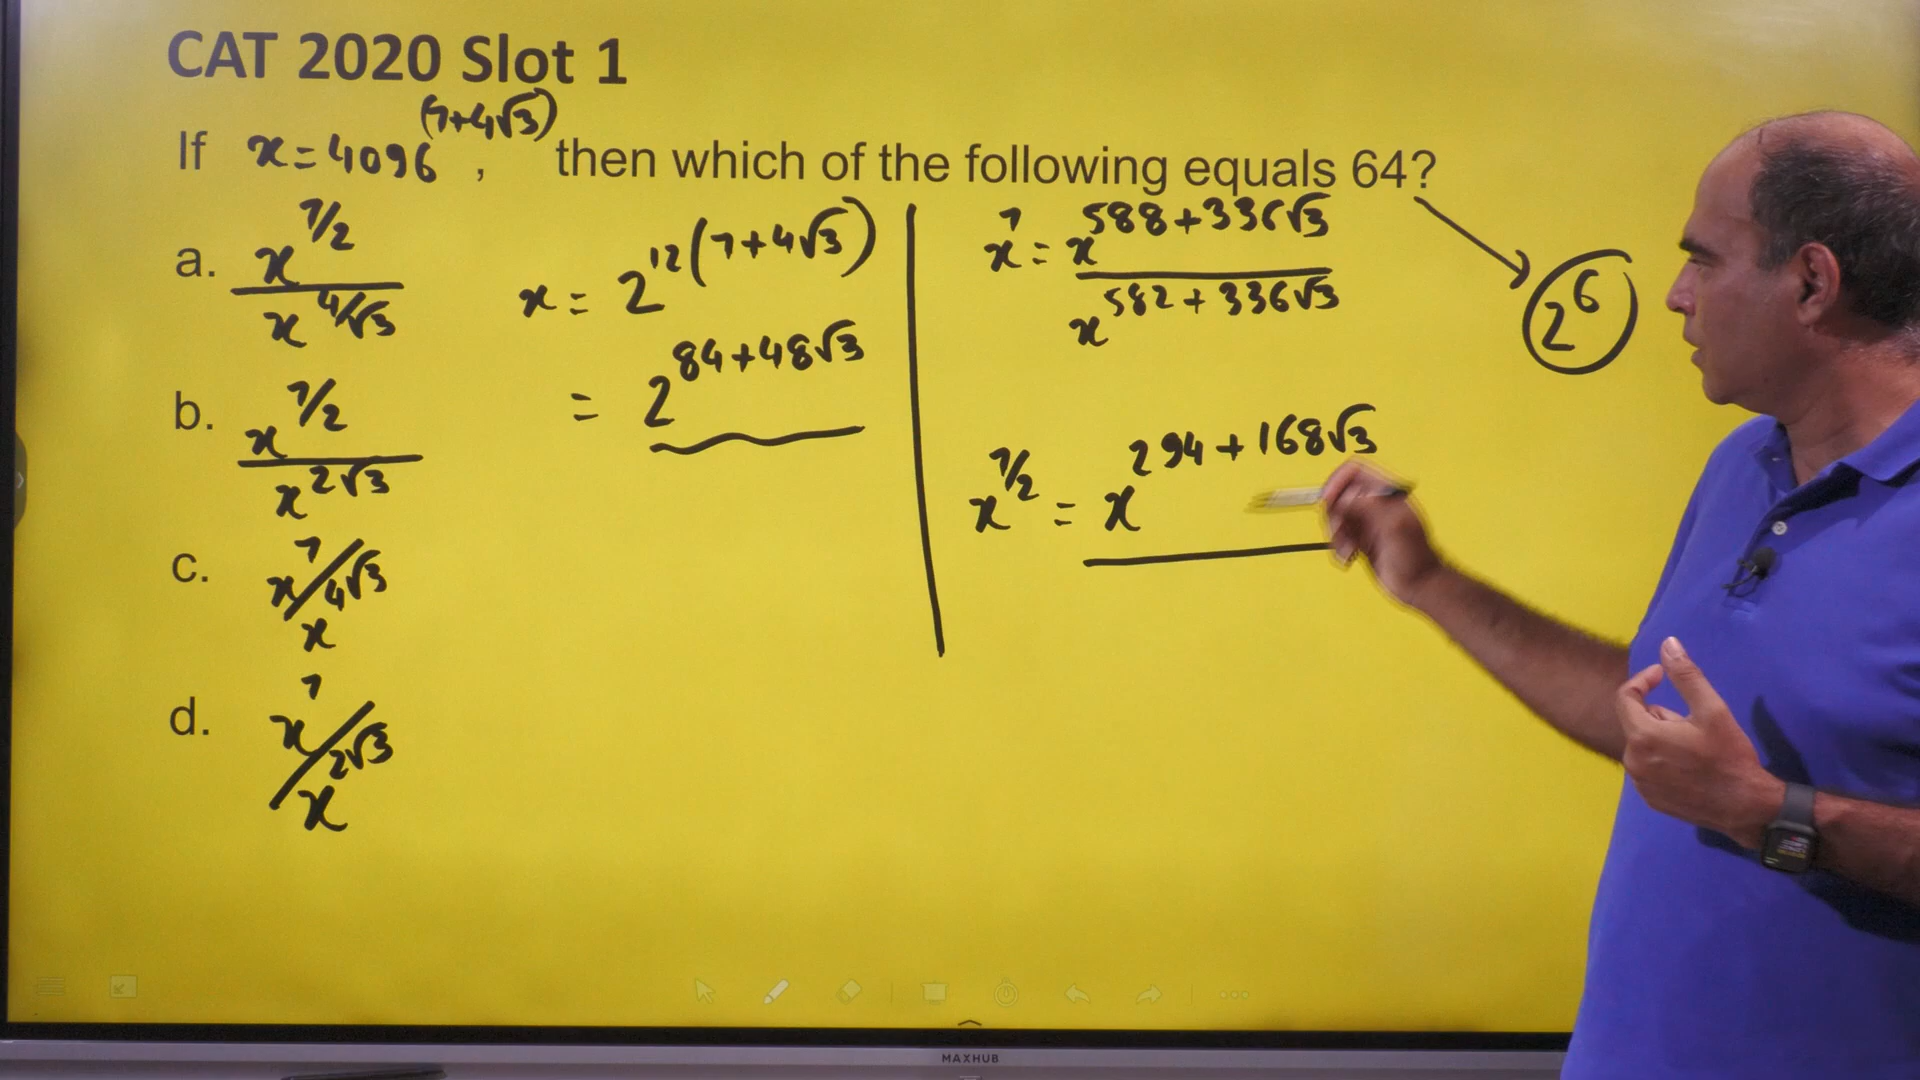 CAT 2020 Slot 1
If x = 4096^(7+4√3), then which of the following equals 64?
a. x^7/2 / x^4/√3
b. x^7/2 / x^2√3
c. x^7 / x^4√3
d. x^7 / x^2√3
x = 2^12(7+4√3)
= 2^84+48√3
x^7 = x^588+336√3 / x^582+336√3
x^7/2 = x^294+168√3
2^6
MAXHUB